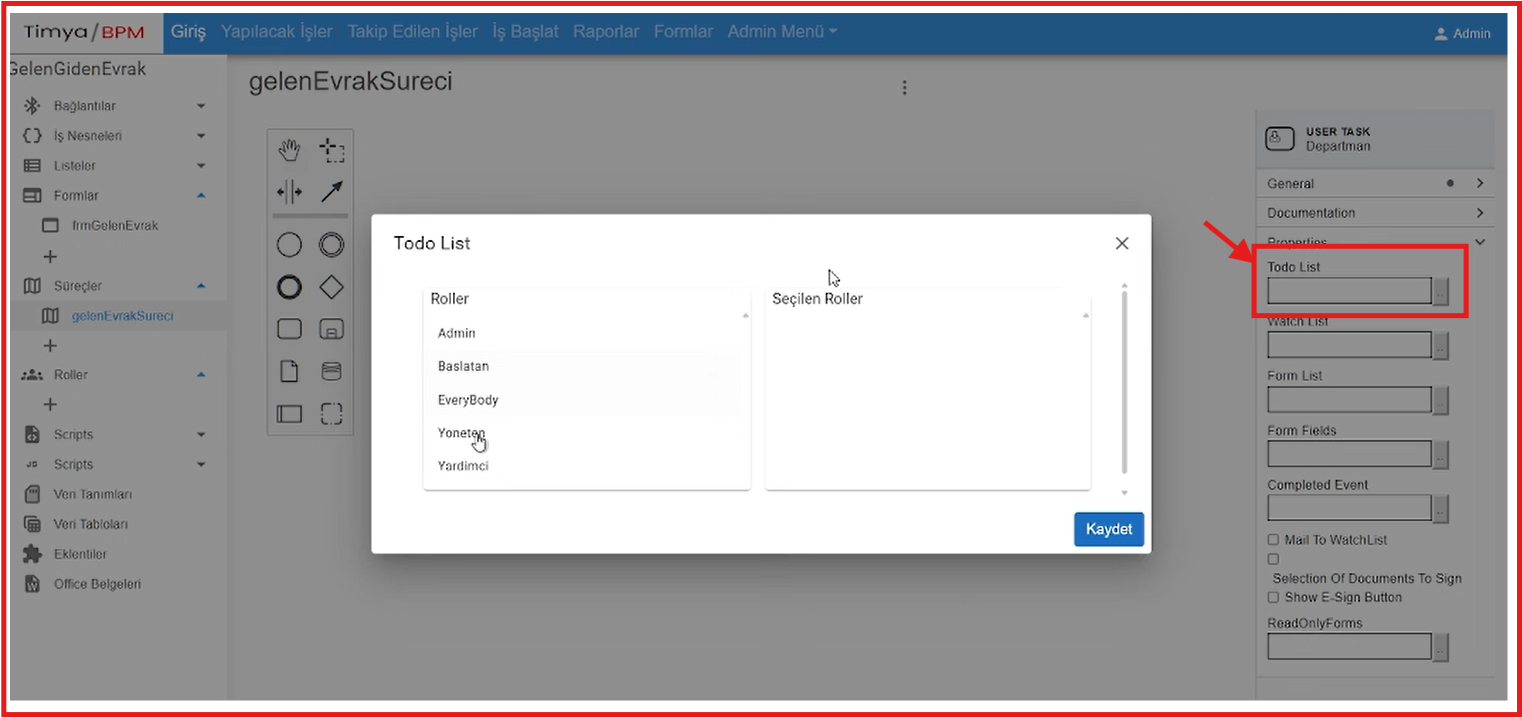 Timya/BPM
Giriş Yapılacak İşler Takip Edilen İşler İş Başlat Raporlar Formlar Admin Menü
Admin
GelenGidenEvrak
Bağlantılar
İş Nesneleri
Listeler
Formlar
frmGelenEvrak
Süreçler
gelenEvrakSureci
Roller
Scripts
JS Scripts
Veri Tanımları
Veri Tabloları
Eklentiler
Office Belgeleri
gelenEvrakSureci
Todo List
Roller
Admin
Baslatan
EveryBody
Yoneten
Yardimci
Seçilen Roller
Kaydet
USER TASK
Departman
General
Documentation
Properties
Todo List
...
Watch List
...
Form List
...
Form Fields
...
Completed Event
...
Mail To WatchList
Selection Of Documents To Sign
Show E-Sign Button
ReadOnlyForms
...